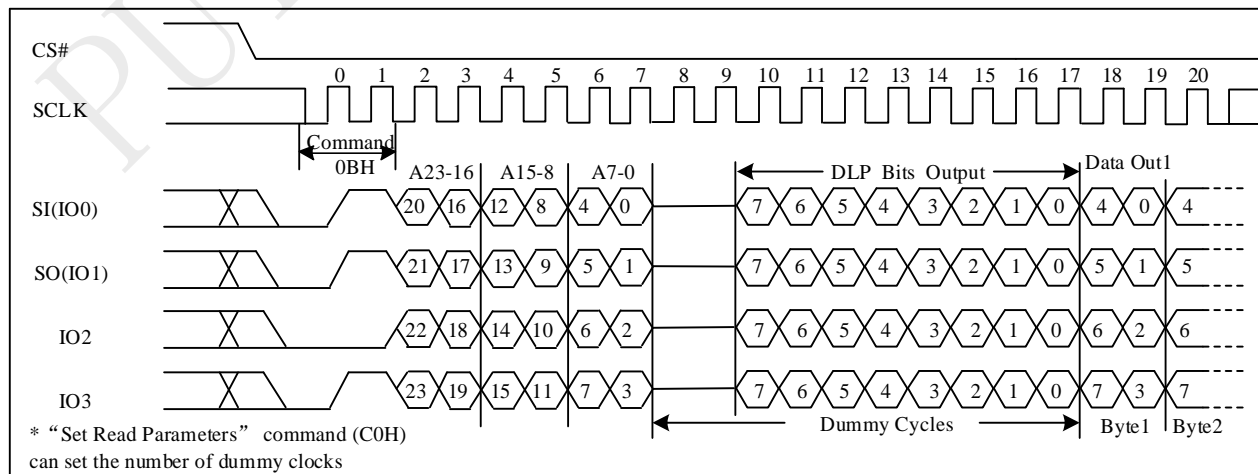 PU
CS#
0 1 2 3 4 5 6 7 8 9 10 11 12 13 14 15 16 17 18 19 20
SCLK
Command
0BH
A23-16 A15-8 A7-0 DLP Bits Output Data Out1
SI(IO0) 20 16 12 8 4 0 7 6 5 4 3 2 1 0 4 0 4
SO(IO1) 21 17 13 9 5 1 7 6 5 4 3 2 1 0 5 1 5
IO2 22 18 14 10 6 2 7 6 5 4 3 2 1 0 6 2 6
IO3 23 19 15 11 7 3 7 6 5 4 3 2 1 0 7 3 7
Dummy Cycles Byte1 Byte2
* “Set Read Parameters” command (C0H)
can set the number of dummy clocks